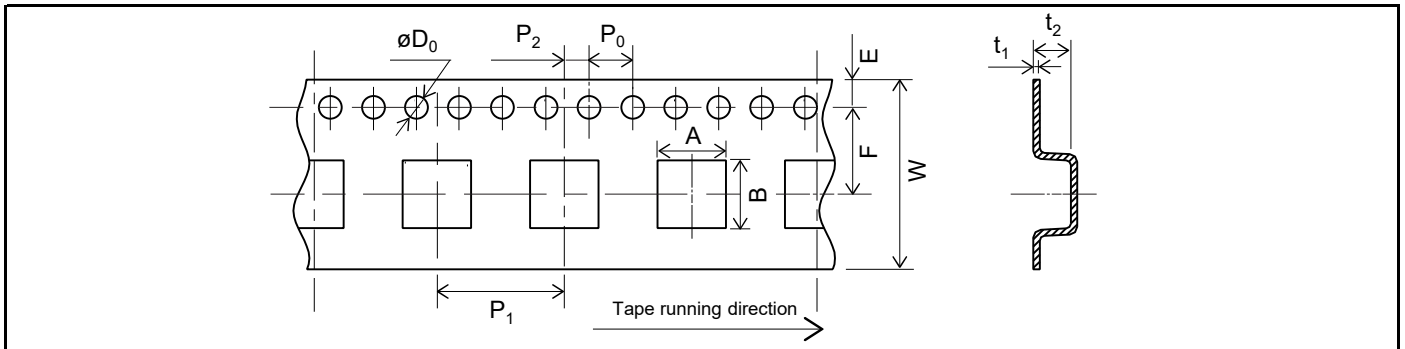 øD₀
P₂
P₀
E
t₁
t₂
A
B
F
W
P₁
Tape running direction